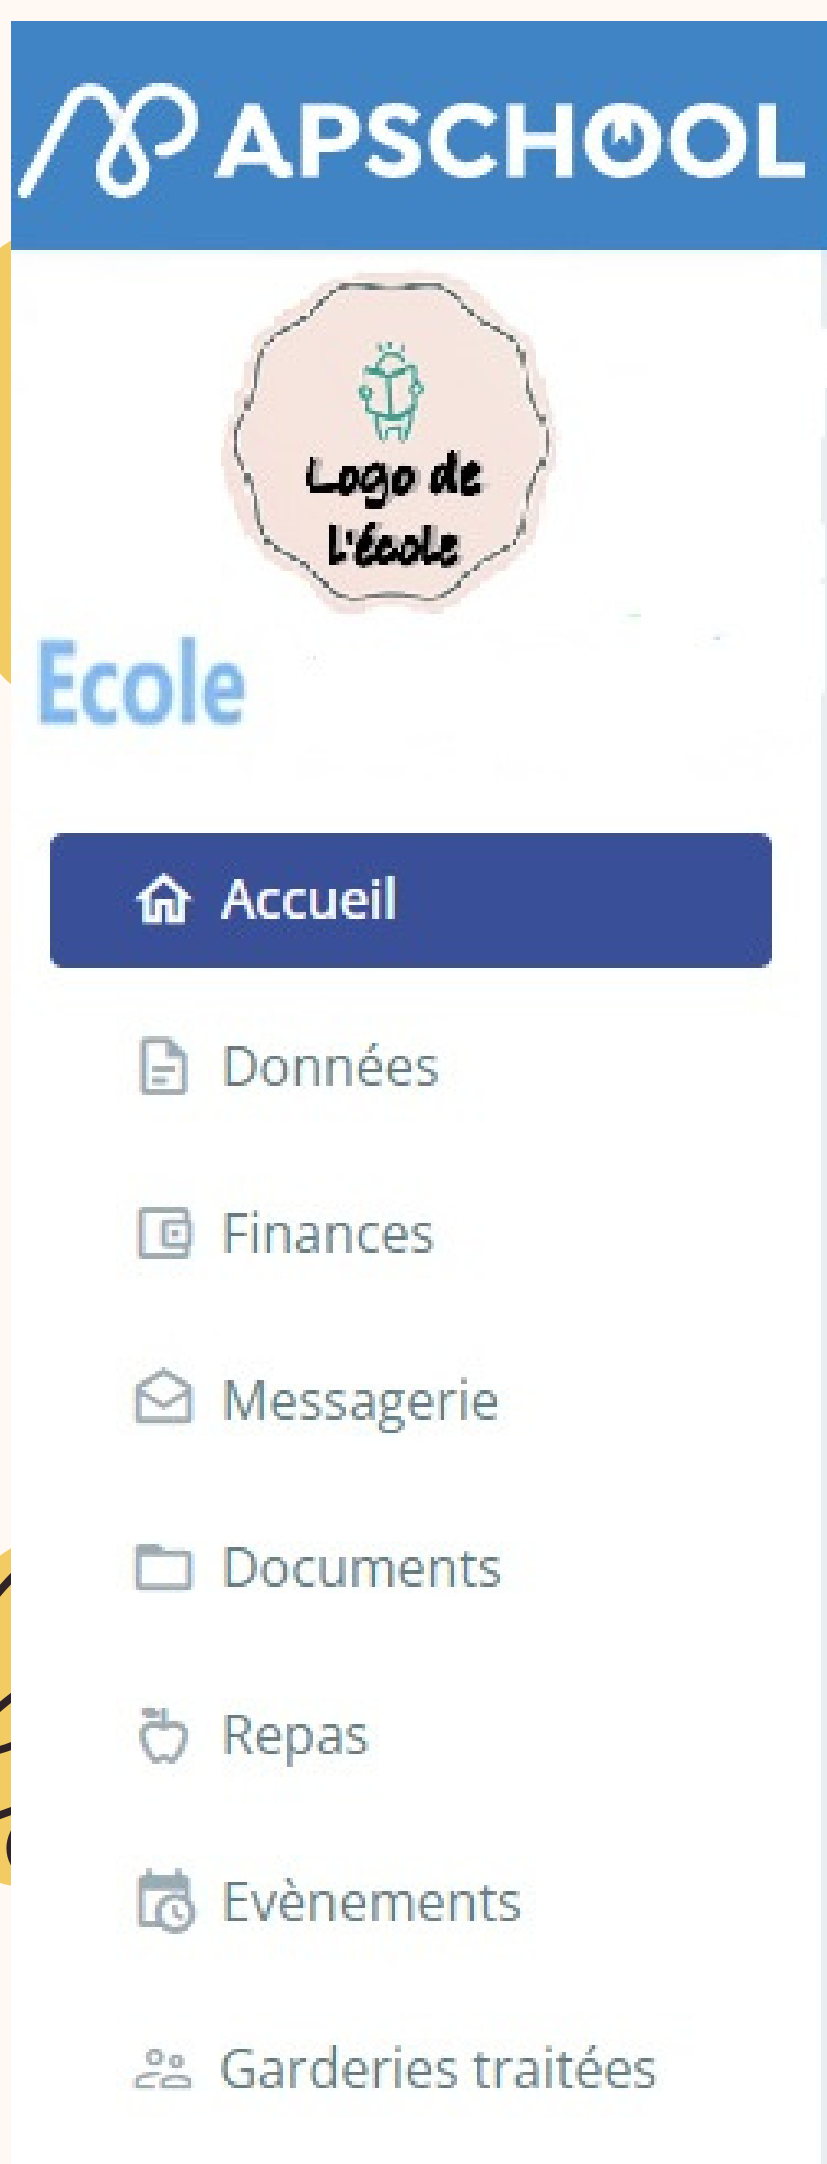 APSCHOOL
Logo de
l'école
Ecole
Accueil
Données
Finances
Messagerie
Documents
Repas
Evènements
Garderies traitées